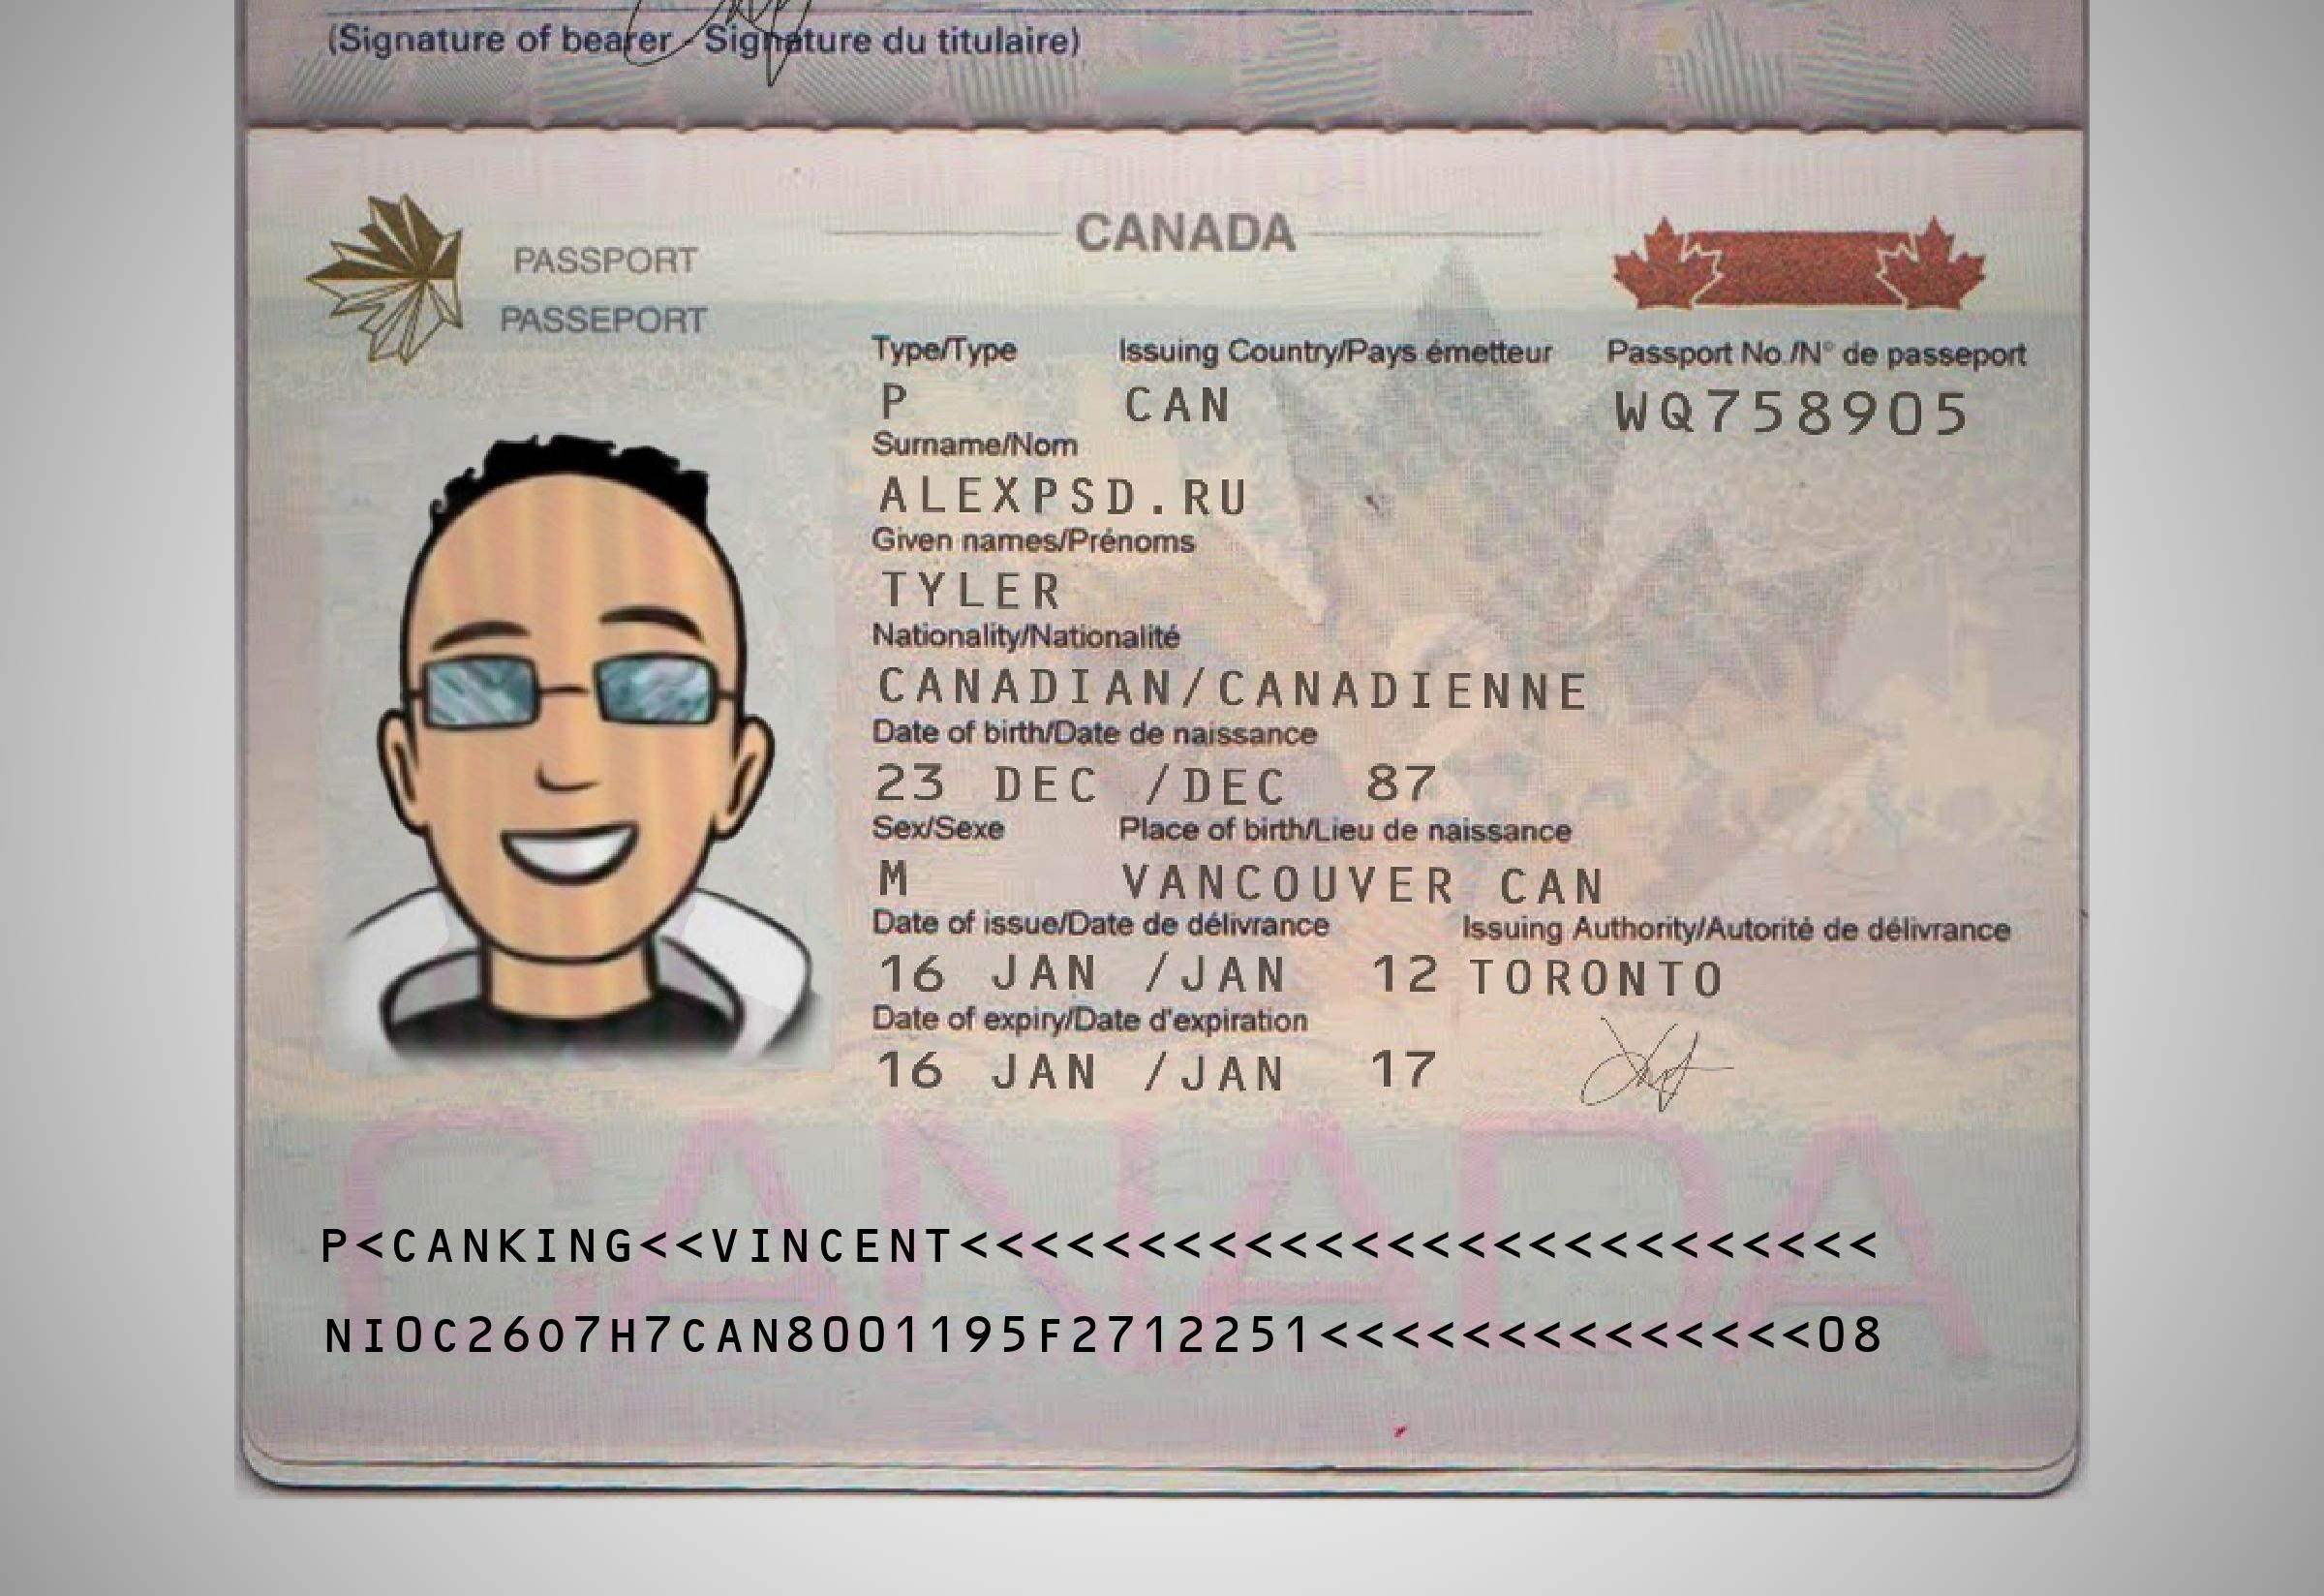 (Signature of bearer - Signature du titulaire)
CANADA
PASSPORT
PASSEPORT
Type/Type Issuing Country/Pays émetteur Passport No./N° de passeport
P CAN WQ758905
Surname/Nom
ALEXPSD.RU
Given names/Prénoms
TYLER
Nationality/Nationalité
CANADIAN/CANADIENNE
Date of birth/Date de naissance
23 DEC /DEC 87
Sex/Sexe Place of birth/Lieu de naissance
M VANCOUVER CAN
Date of issue/Date de délivrance Issuing Authority/Autorité de délivrance
16 JAN /JAN 12 TORONTO
Date of expiry/Date d'expiration
16 JAN /JAN 17
CANADA
P<CANKING<<VINCENT<<<<<<<<<<<<<<<<<<<<<<<<<<
NI0C2607H7CAN8001195F2712251<<<<<<<<<<<<<<08